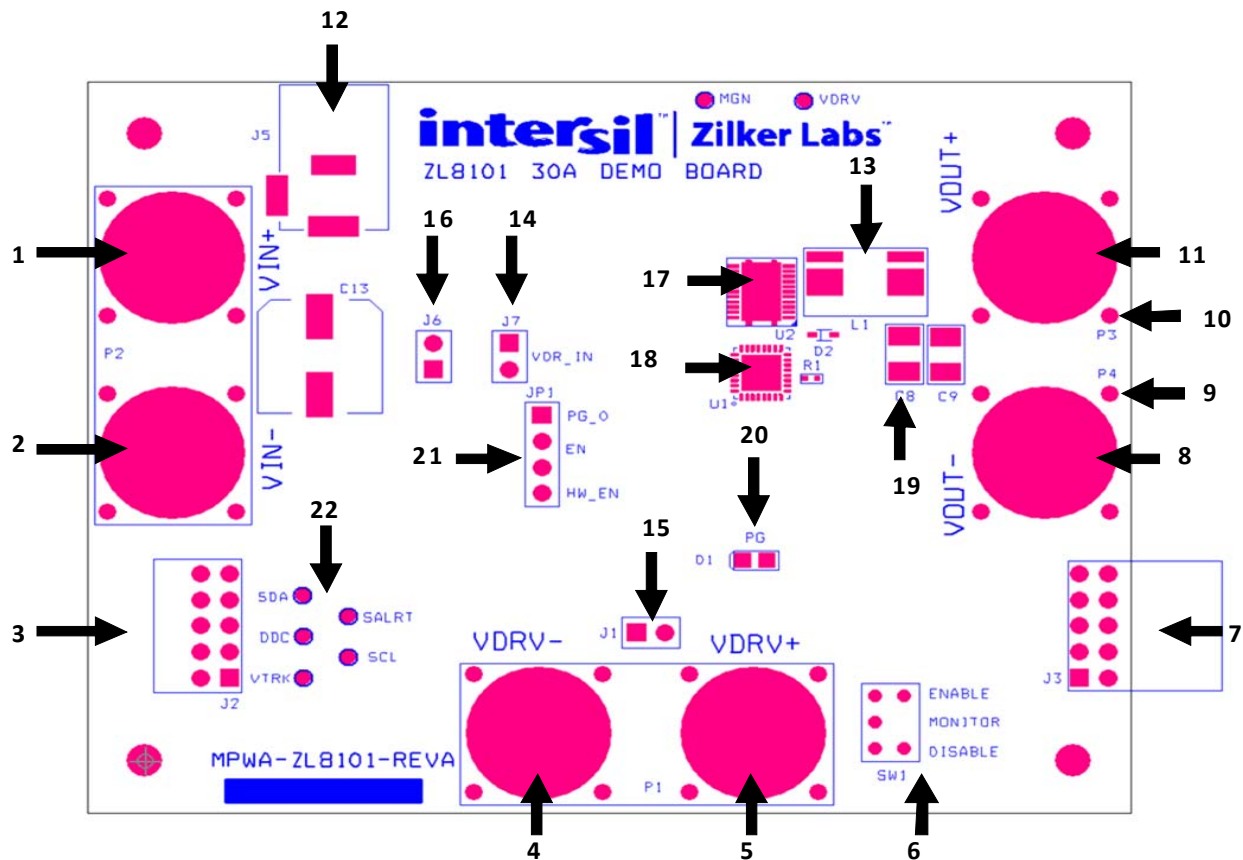 12
MGN
VDRV
J5
intersil™ | Zilker Labs™
ZL8101 30A DEMO BOARD
VOUT+
13
16
14
1
VIN+
17
11
C13
J6
J7
10
U2
L1
P3
P2
VDR_IN
D2
18
R1
P4
JP1
U1
C8
C9
9
PG_O
20
2
VIN-
21
EN
8
HW_EN
19
VOUT-
22
15
PG
D1
SDA
SALRT
3
DDC
J1
7
VDRV-
VDRV+
SCL
VTRK
J3
J2
ENABLE
MONITOR
MPWA-ZL8101-REVA
DISABLE
P1
SW1
4
5
6